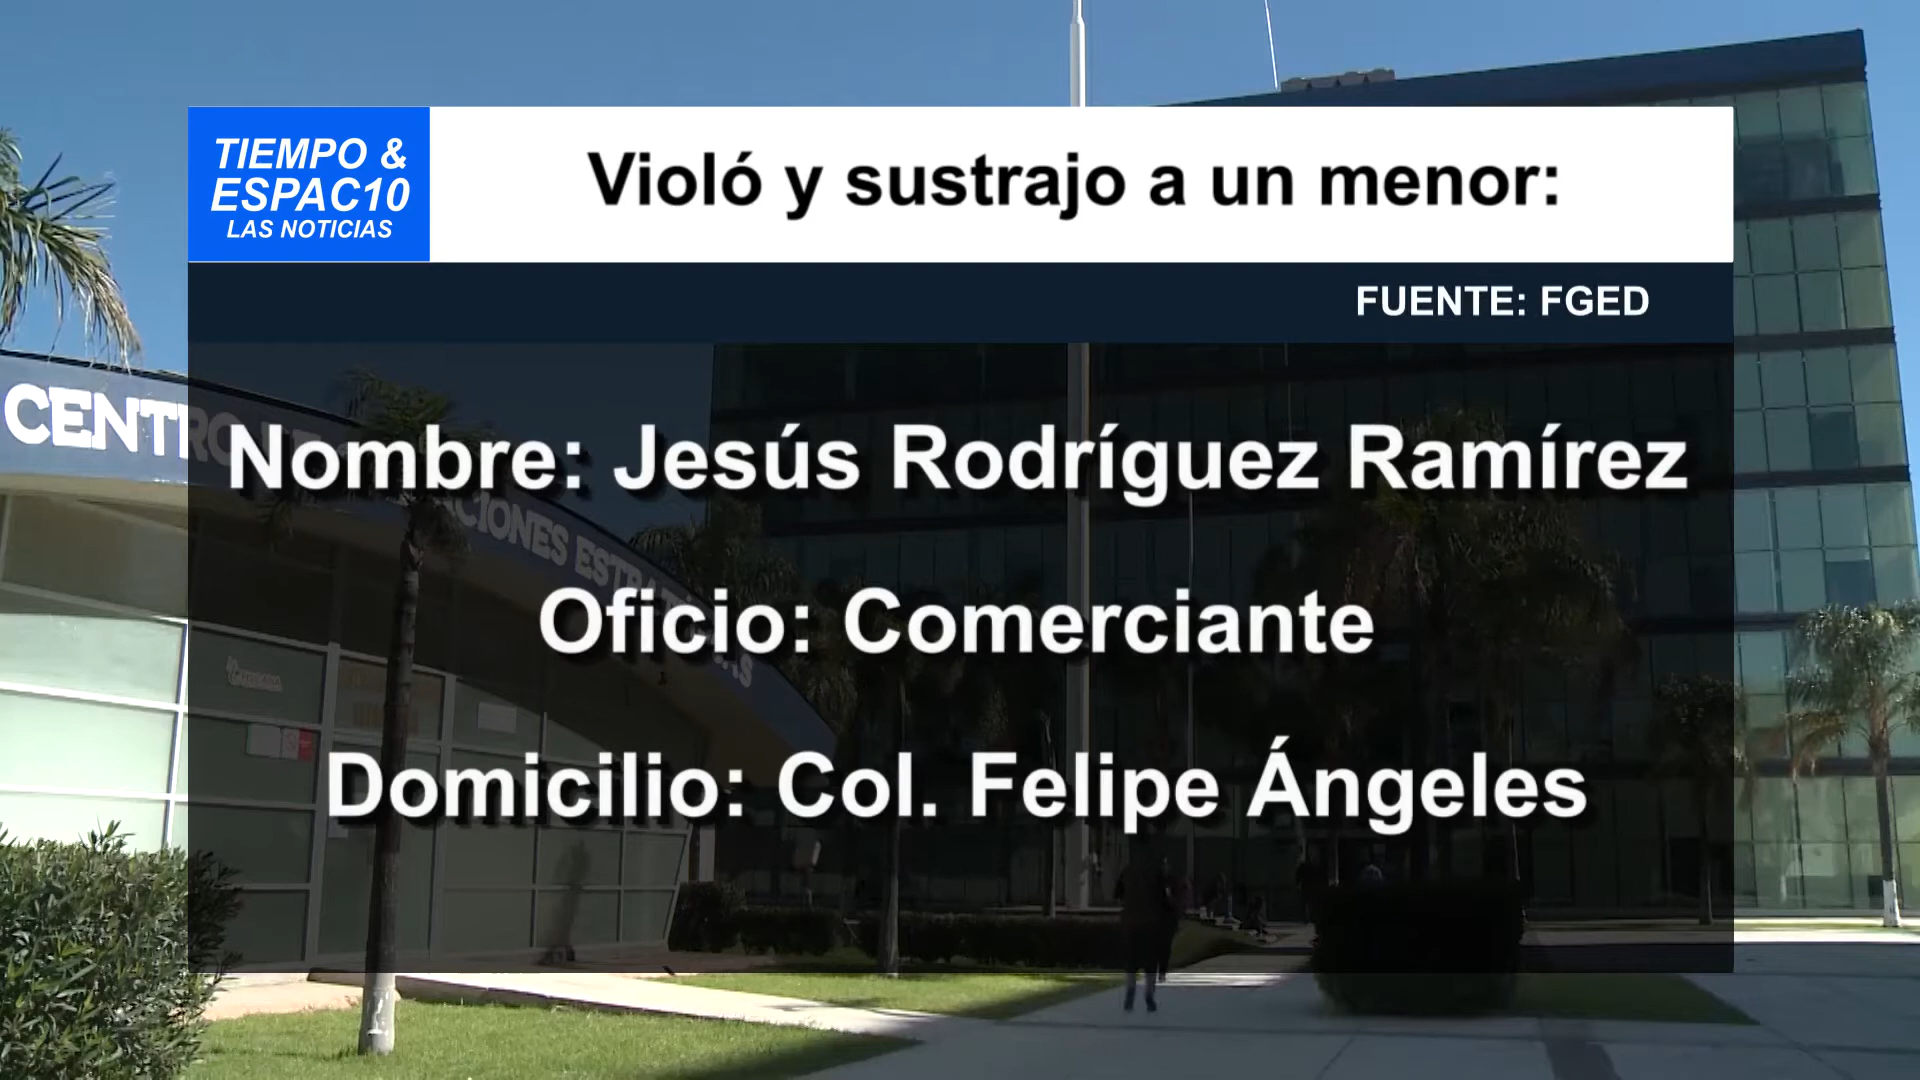 TIEMPO &
ESPAC10
LAS NOTICIAS
Violó y sustrajo a un menor:
FUENTE: FGED
CENTRO
Nombre: Jesús Rodríguez Ramírez
Oficio: Comerciante
Domicilio: Col. Felipe Ángeles